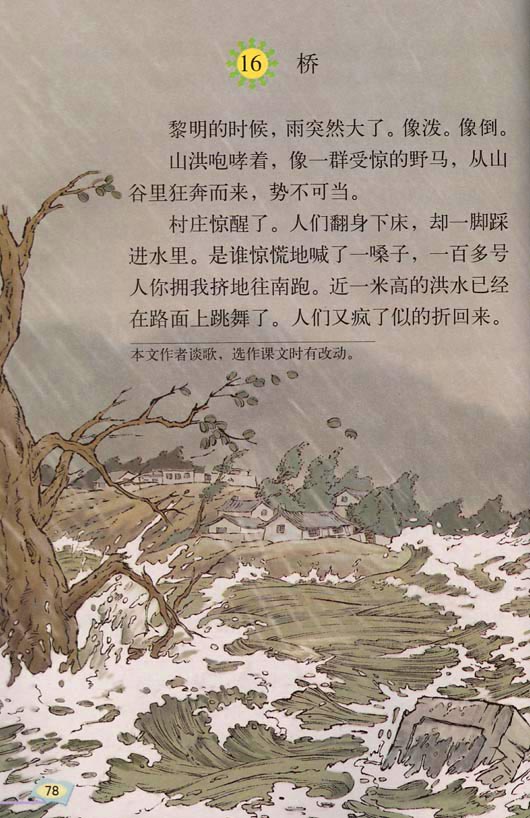 16 桥
黎明的时候，雨突然大了。像泼。像倒。
山洪咆哮着，像一群受惊的野马，从山
谷里狂奔而来，势不可当。
村庄惊醒了。人们翻身下床，却一脚踩
进水里。是谁惊慌地喊了一嗓子，一百多号
人你拥我挤地往南跑。近一米高的洪水已经
在路面上跳舞了。人们又疯了似的折回来。
本文作者谈歌，选作课文时有改动。
78